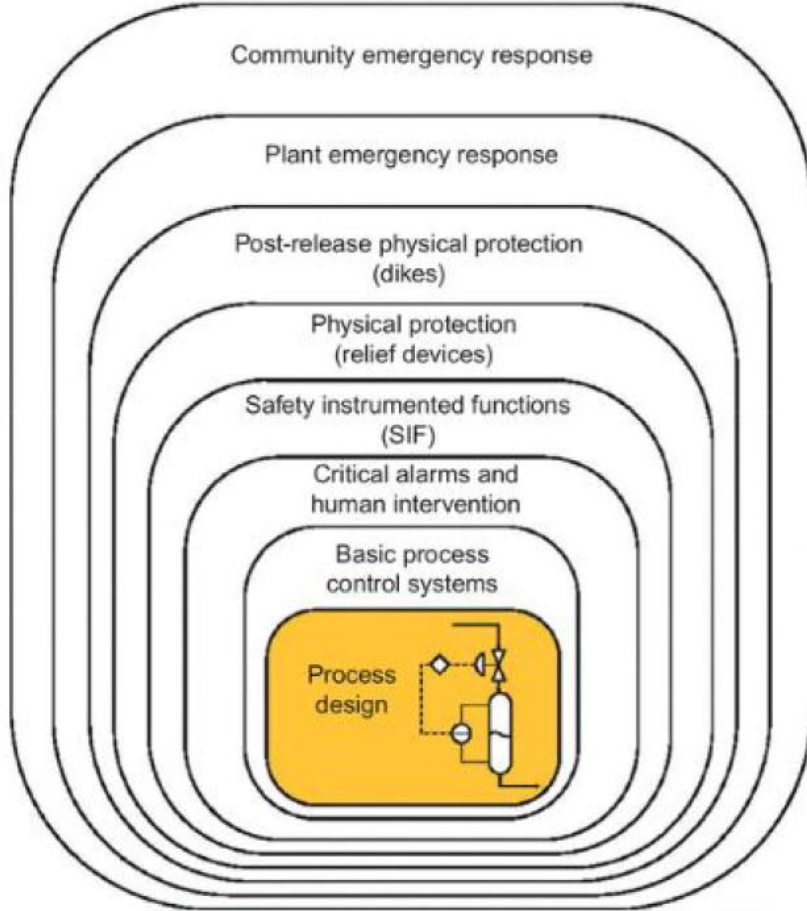 Community emergency response
Plant emergency response
Post-release physical protection
(dikes)
Physical protection
(relief devices)
Safety instrumented functions
(SIF)
Critical alarms and
human intervention
Basic process
control systems
Process
design